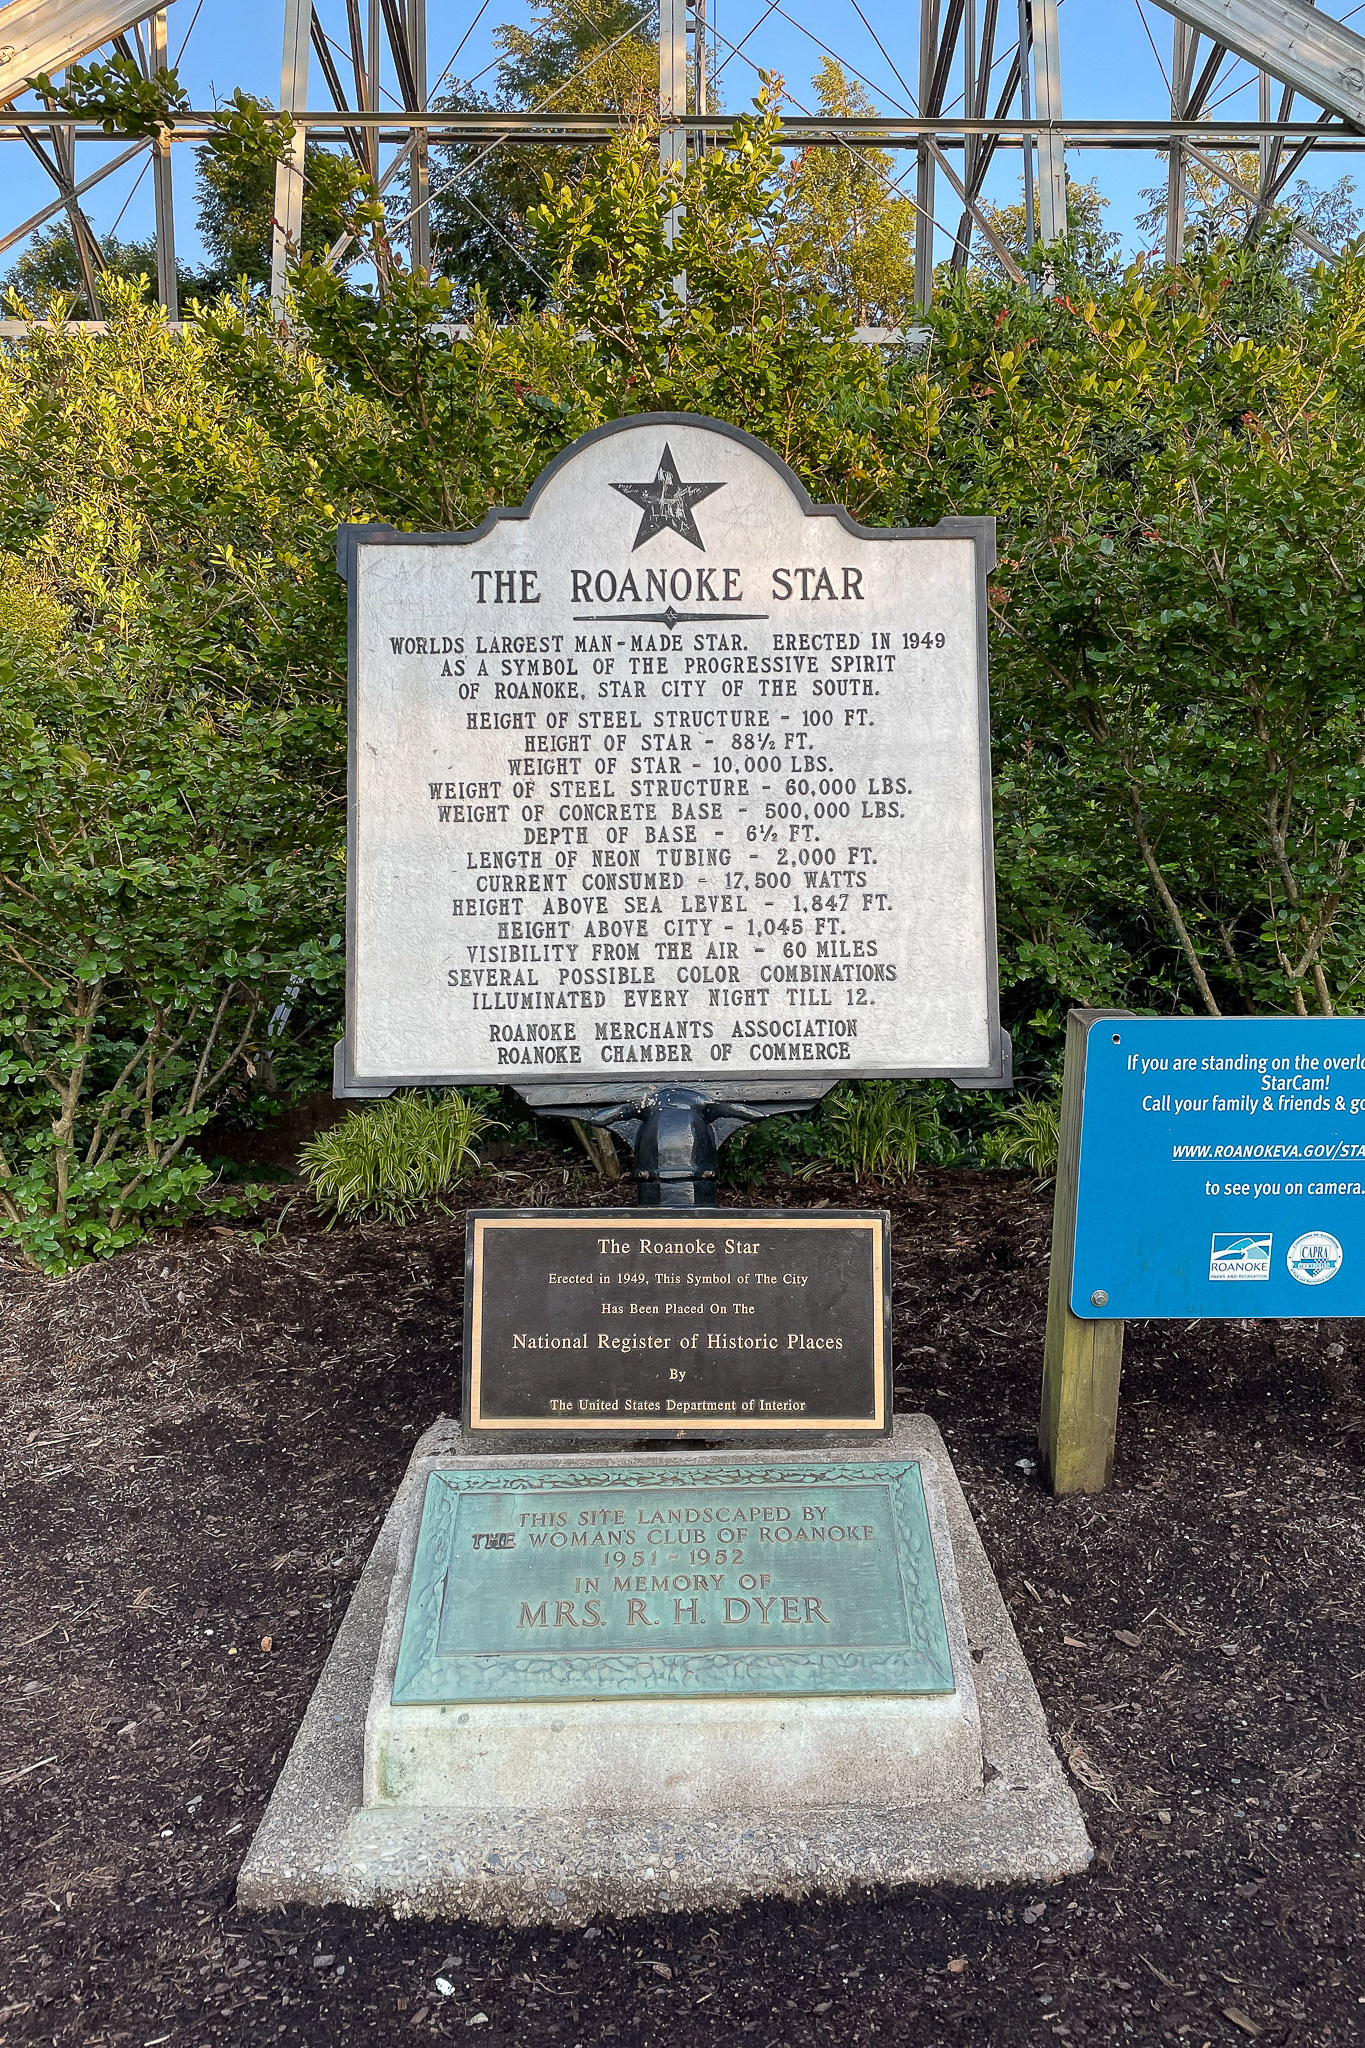 THE ROANOKE STAR
WORLDS LARGEST MAN-MADE STAR. ERECTED IN 1949
AS A SYMBOL OF THE PROGRESSIVE SPIRIT
OF ROANOKE, STAR CITY OF THE SOUTH.
HEIGHT OF STEEL STRUCTURE - 100 FT.
HEIGHT OF STAR - 88½ FT.
WEIGHT OF STAR - 10,000 LBS.
WEIGHT OF STEEL STRUCTURE - 60,000 LBS.
WEIGHT OF CONCRETE BASE - 500,000 LBS.
DEPTH OF BASE - 6½ FT.
LENGTH OF NEON TUBING - 2,000 FT.
CURRENT CONSUMED - 17,500 WATTS
HEIGHT ABOVE SEA LEVEL - 1,847 FT.
HEIGHT ABOVE CITY - 1,045 FT.
VISIBILITY FROM THE AIR - 60 MILES
SEVERAL POSSIBLE COLOR COMBINATIONS
ILLUMINATED EVERY NIGHT TILL 12.
ROANOKE MERCHANTS ASSOCIATION
ROANOKE CHAMBER OF COMMERCE
If you are standing on the
StarCam!
Call your family & friends &
WWW.ROANOKEVA.GOV/STA
to see you on camera.
ROANOKE
PARKS AND RECREATION
CAPRA
The Roanoke Star
Erected in 1949, This Symbol of The City
Has Been Placed On The
National Register of Historic Places
By
The United States Department of Interior
THIS SITE LANDSCAPED BY
THE WOMAN'S CLUB OF ROANOKE
1951 - 1952
IN MEMORY OF
MRS. R. H. DYER